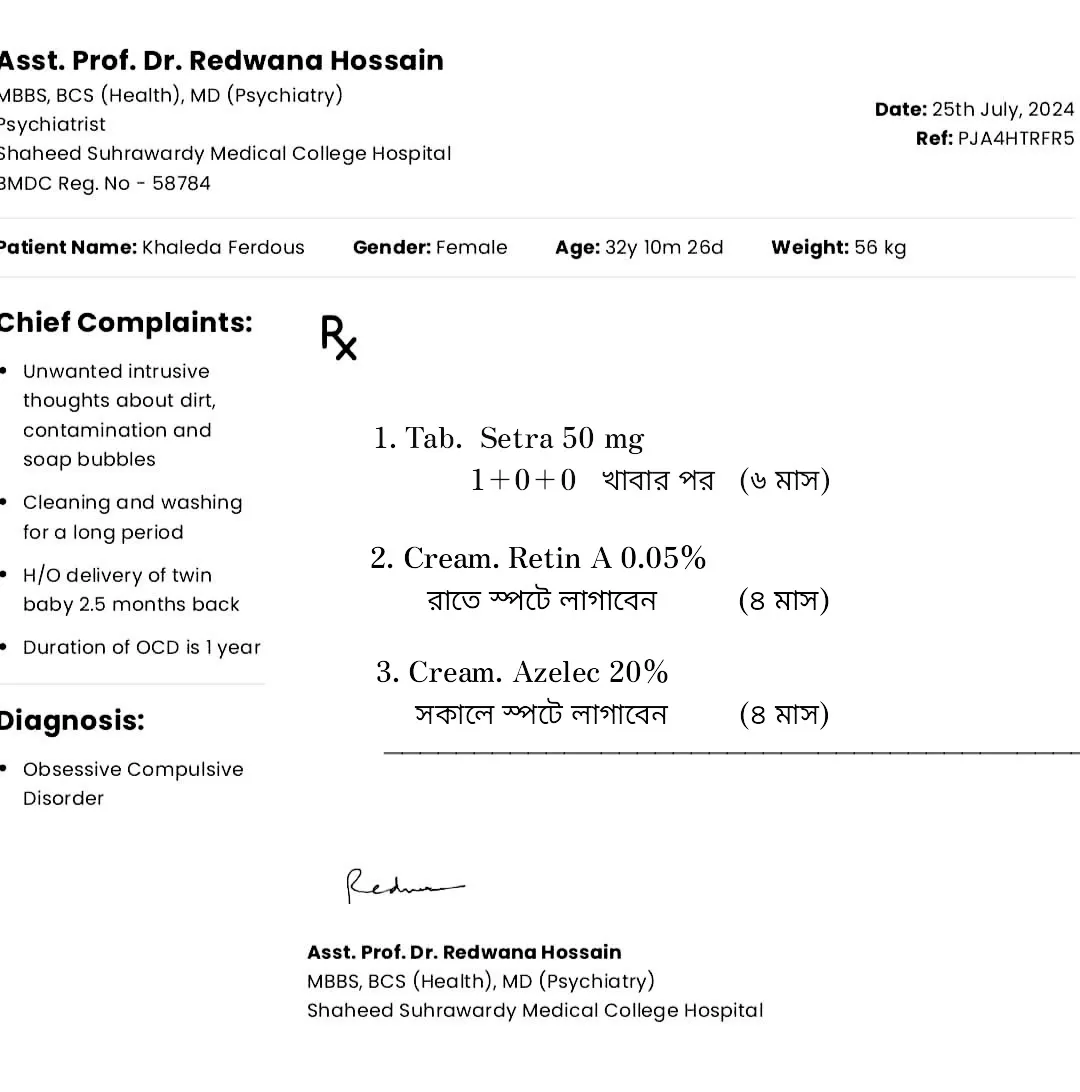 Asst. Prof. Dr. Redwana Hossain
MBBS, BCS (Health), MD (Psychiatry)
Psychiatrist
Shaheed Suhrawardy Medical College Hospital
BMDC Reg. No - 58784
Date: 25th July, 2024
Ref: PJA4HTRFR5
Patient Name: Khaleda Ferdous Gender: Female Age: 32y 10m 26d Weight: 56 kg
Chief Complaints:
• Unwanted intrusive
thoughts about dirt,
contamination and
soap bubbles
• Cleaning and washing
for a long period
• H/O delivery of twin
baby 2.5 months back
• Duration of OCD is 1 year
Diagnosis:
• Obsessive Compulsive
Disorder
Rx
1. Tab. Setra 50 mg
1+0+0 খাবার পর (৬ মাস)
2. Cream. Retin A 0.05%
রাতে স্পটে লাগাবেন (৪ মাস)
3. Cream. Azelec 20%
সকালে স্পটে লাগাবেন (৪ মাস)
Asst. Prof. Dr. Redwana Hossain
MBBS, BCS (Health), MD (Psychiatry)
Shaheed Suhrawardy Medical College Hospital